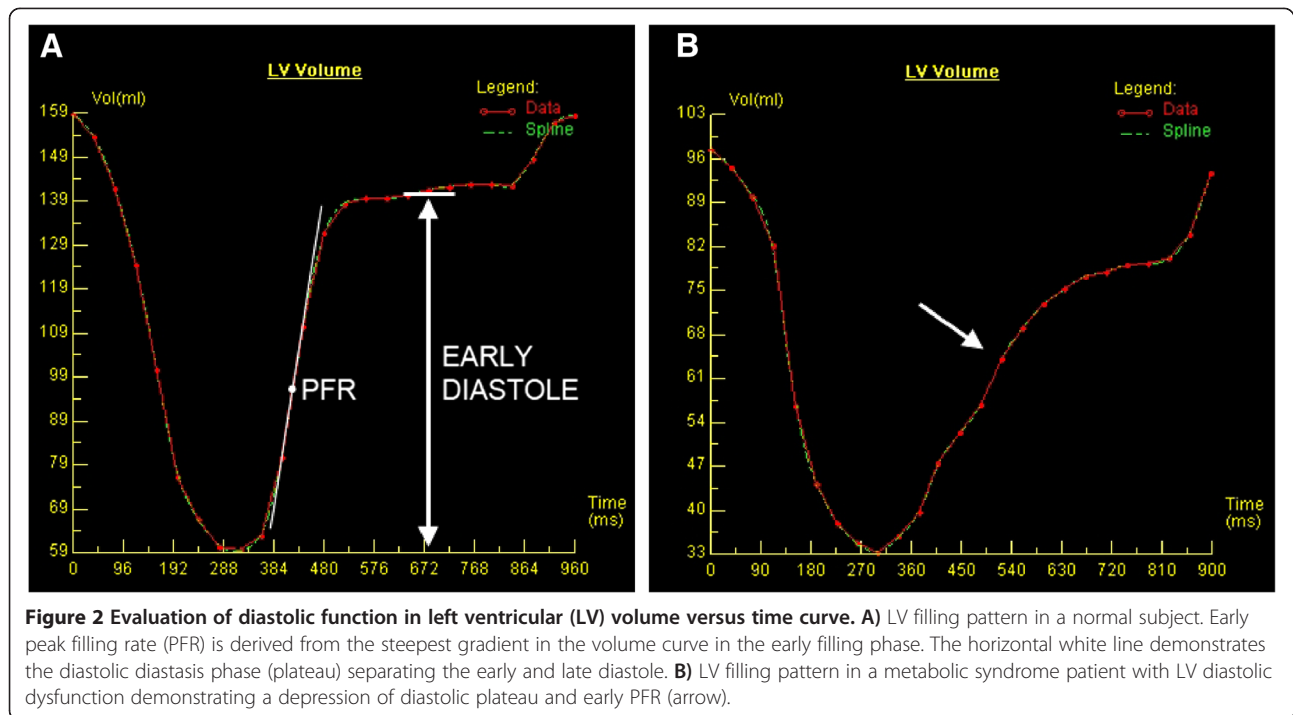 A
LV Volume
Vol(ml)
Legend:
Data
Spline
159
149
139
129
119
109
99
89
79
69
59
PFR
EARLY
DIASTOLE
Time
(ms)
0 96 192 288 384 480 576 672 768 864 960
B
LV Volume
Vol(ml)
Legend:
Data
Spline
103
96
89
82
75
68
61
54
47
40
33
Time
(ms)
0 90 180 270 360 450 540 630 720 810 900
Figure 2 Evaluation of diastolic function in left ventricular (LV) volume versus time curve. A) LV filling pattern in a normal subject. Early
peak filling rate (PFR) is derived from the steepest gradient in the volume curve in the early filling phase. The horizontal white line demonstrates
the diastolic diastasis phase (plateau) separating the early and late diastole. B) LV filling pattern in a metabolic syndrome patient with LV diastolic
dysfunction demonstrating a depression of diastolic plateau and early PFR (arrow).